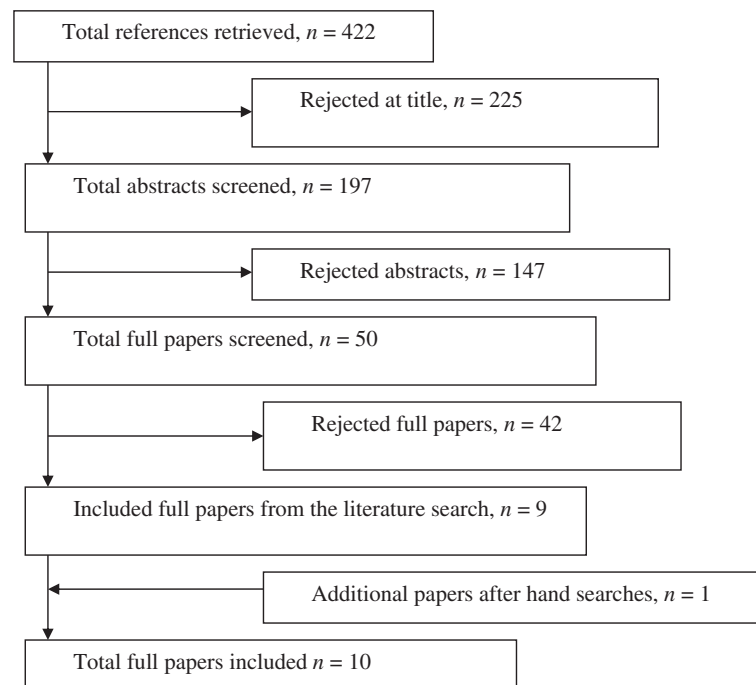 Total references retrieved, n = 422
Rejected at title, n = 225
Total abstracts screened, n = 197
Rejected abstracts, n = 147
Total full papers screened, n = 50
Rejected full papers, n = 42
Included full papers from the literature search, n = 9
Additional papers after hand searches, n = 1
Total full papers included n = 10